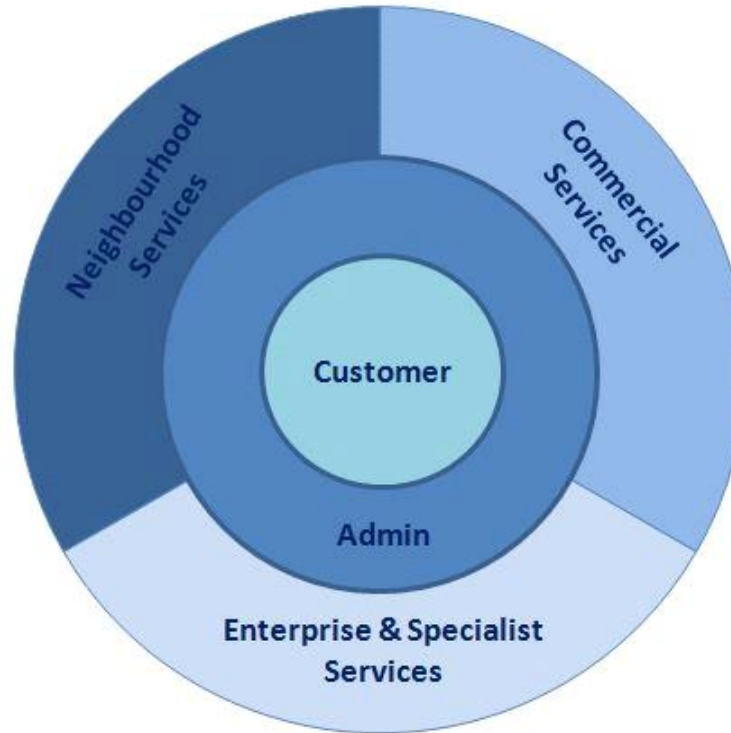 Neighbourhood
Services
Commercial
Services
Customer
Admin
Enterprise & Specialist
Services